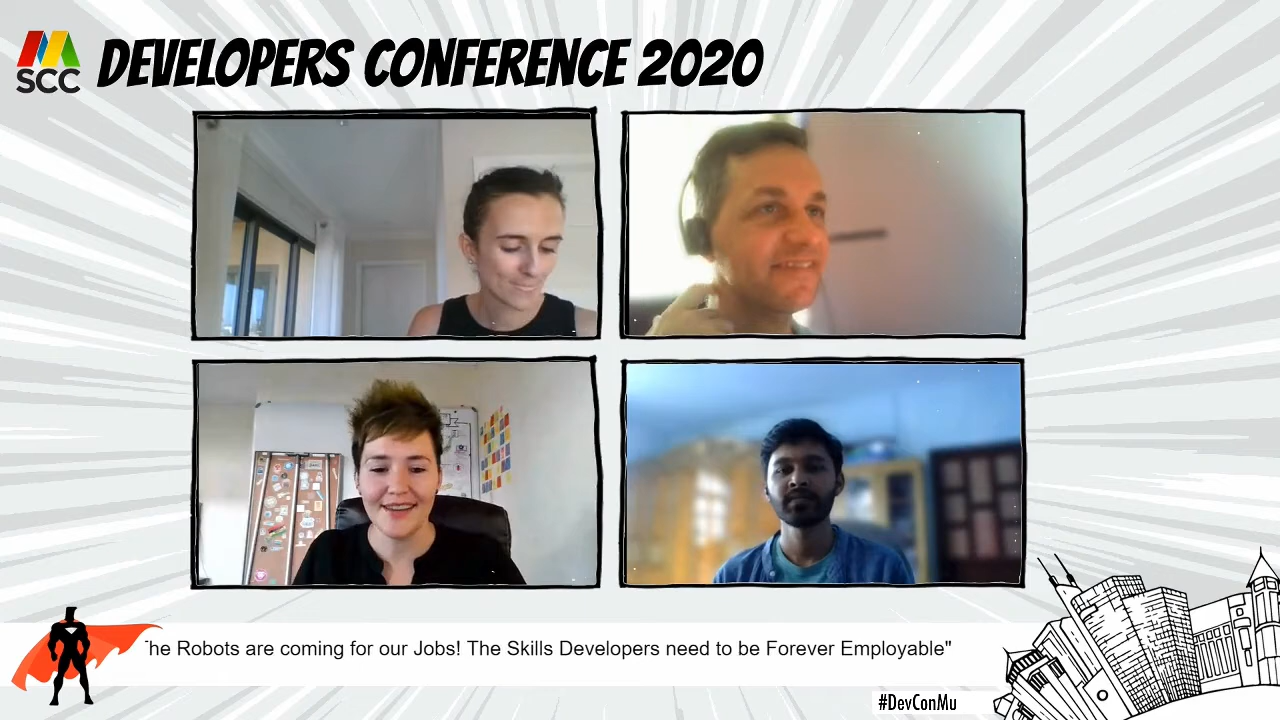 SCC
DEVELOPERS CONFERENCE 2020
he Robots are coming for our Jobs! The Skills Developers need to be Forever Employable"
#DevConMu